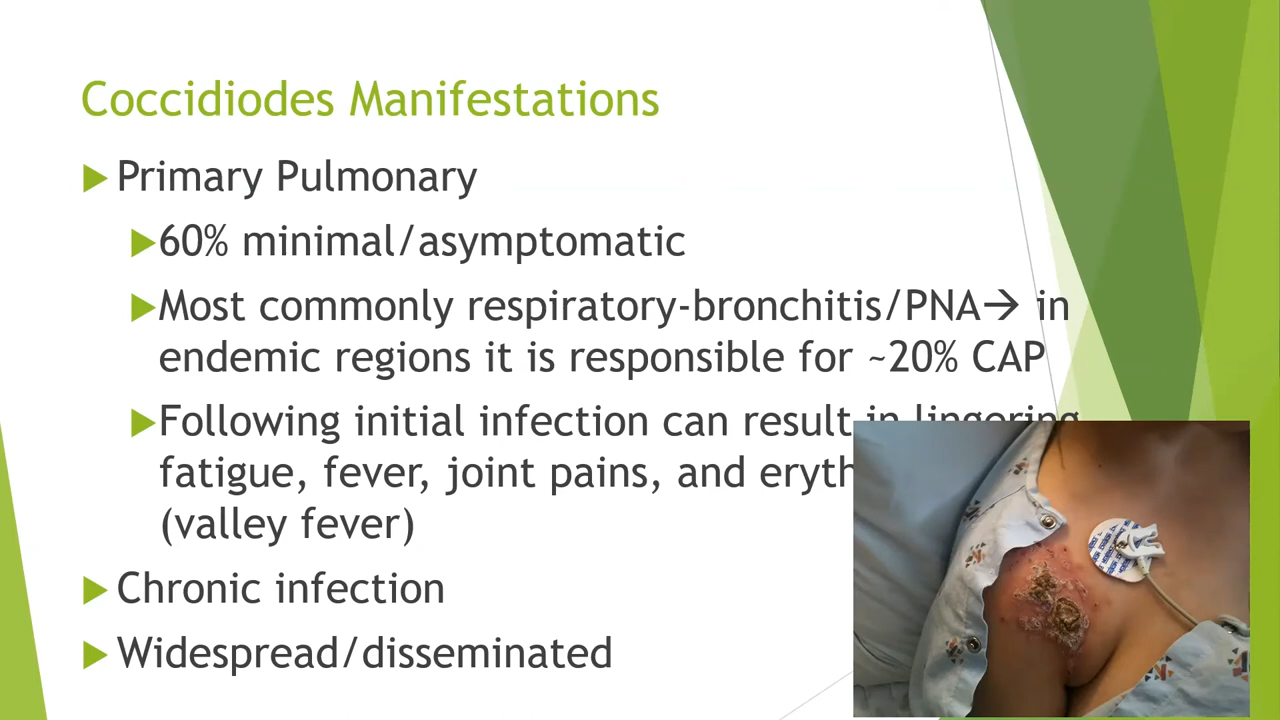 Coccidiodes Manifestations
Primary Pulmonary
60% minimal/asymptomatic
Most commonly respiratory-bronchitis/PNA→ in
endemic regions it is responsible for ~20% CAP
Following initial infection can result in lingering
fatigue, fever, joint pains, and eryth
(valley fever)
Chronic infection
Widespread/disseminated